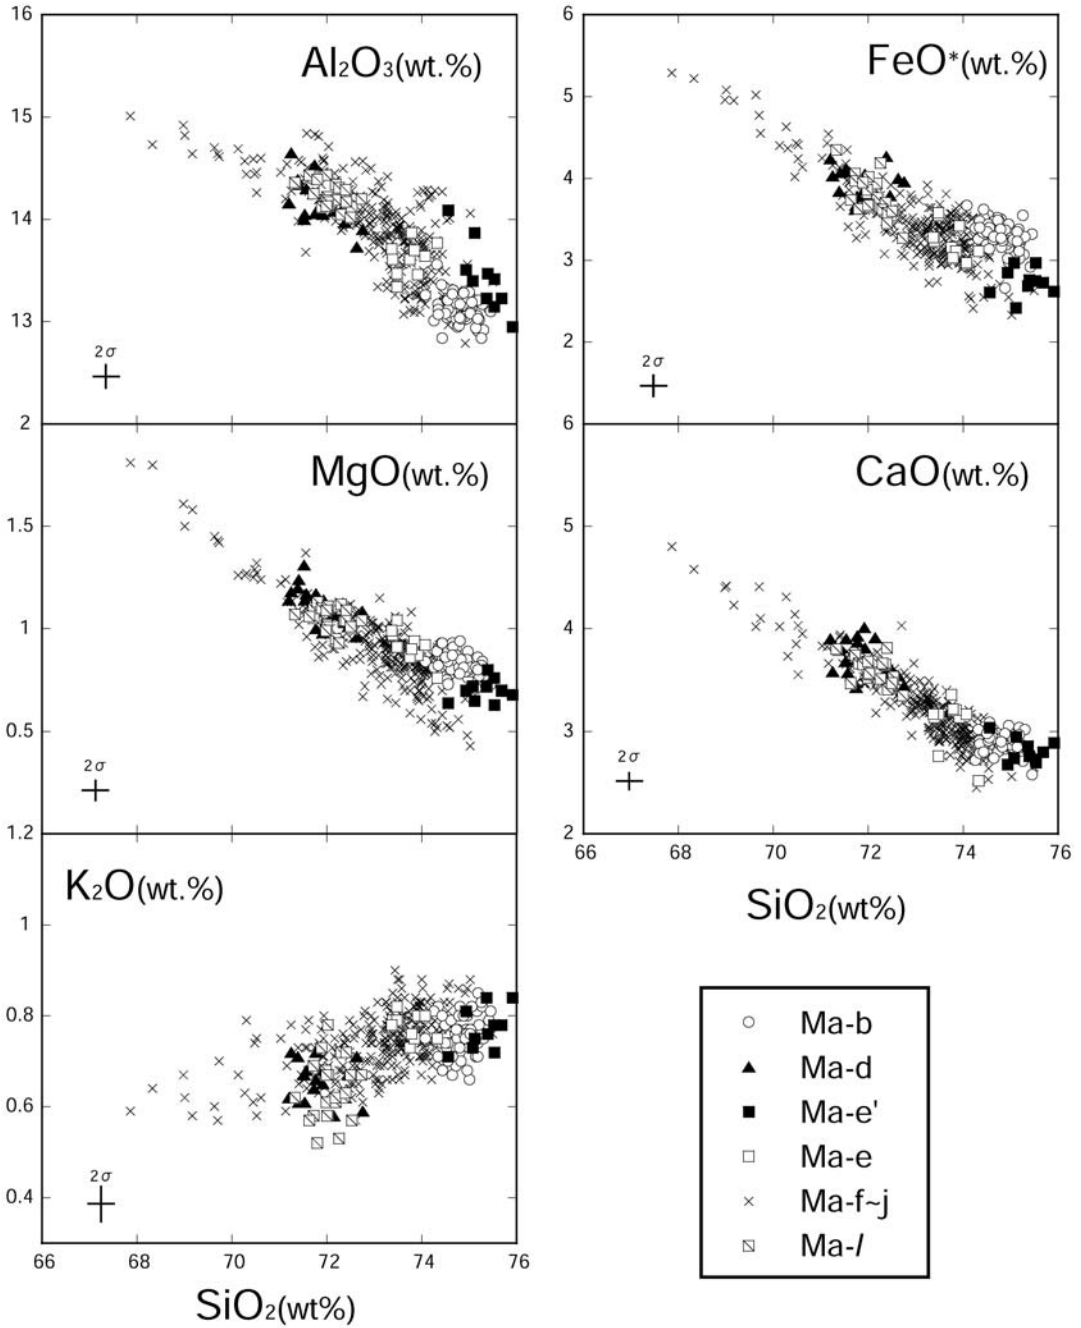 16
15
14
13
2
Al₂O₃(wt.%)
2σ
6
5
4
3
2
6
FeO*(wt.%)
2σ
1.5
1
0.5
1.2
MgO(wt.%)
2σ
5
4
3
2
CaO(wt.%)
2σ
66 68 70 72 74 76
SiO₂(wt%)
1
0.8
0.6
0.4
K₂O(wt.%)
2σ
66 68 70 72 74 76
SiO₂(wt%)
Ma-b
Ma-d
Ma-e'
Ma-e
Ma-f~j
Ma-l